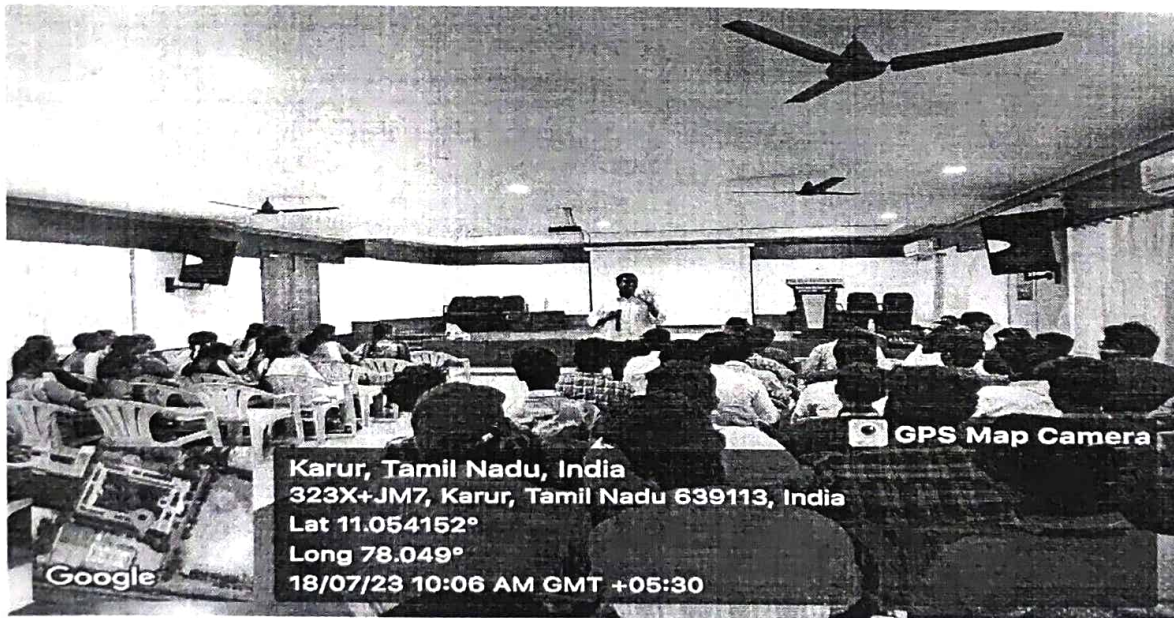 GPS Map Camera
Karur, Tamil Nadu, India
323X+JM7, Karur, Tamil Nadu 639113, India
Lat 11.054152°
Long 78.049°
18/07/23 10:06 AM GMT +05:30
Google